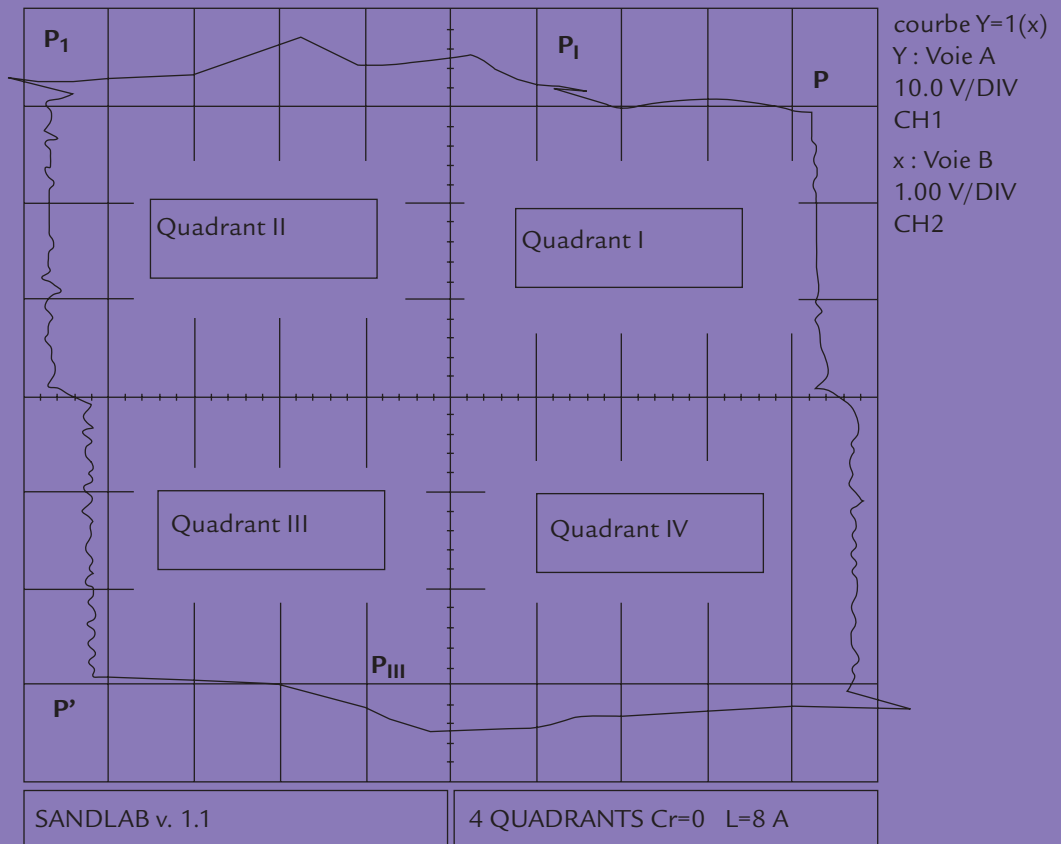 P1
PI
P
courbe Y=1(x)
Y : Voie A
10.0 V/DIV
CH1
x : Voie B
1.00 V/DIV
CH2
Quadrant II
Quadrant I
Quadrant III
Quadrant IV
PIII
P'
SANDLAB v. 1.1
4 QUADRANTS Cr=0 L=8 A